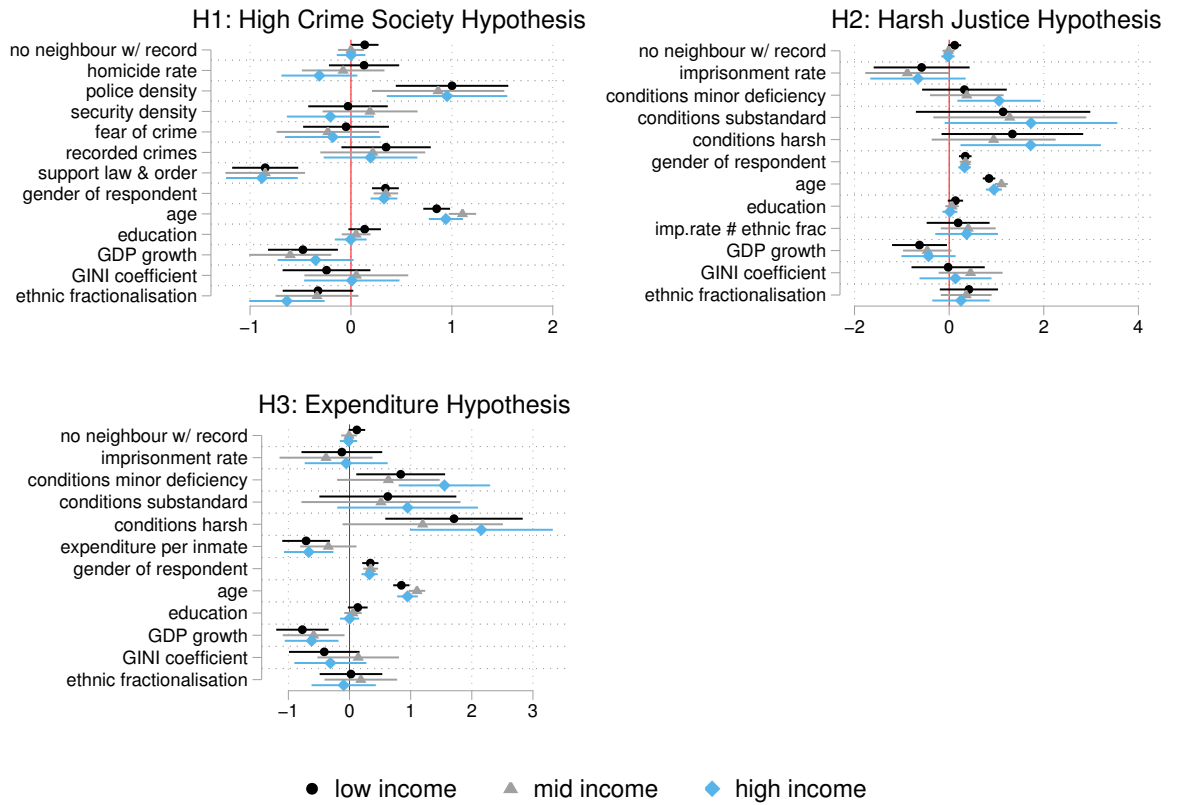 H1: High Crime Society Hypothesis
no neighbour w/ record
homicide rate
police density
security density
fear of crime
recorded crimes
support law & order
gender of respondent
age
education
GDP growth
GINI coefficient
ethnic fractionalisation
−1 0 1 2
H2: Harsh Justice Hypothesis
no neighbour w/ record
imprisonment rate
conditions minor deficiency
conditions substandard
conditions harsh
gender of respondent
age
education
imp.rate # ethnic frac
GDP growth
GINI coefficient
ethnic fractionalisation
−2 0 2 4
H3: Expenditure Hypothesis
no neighbour w/ record
imprisonment rate
conditions minor deficiency
conditions substandard
conditions harsh
expenditure per inmate
gender of respondent
age
education
GDP growth
GINI coefficient
ethnic fractionalisation
−1 0 1 2 3
low income mid income high income